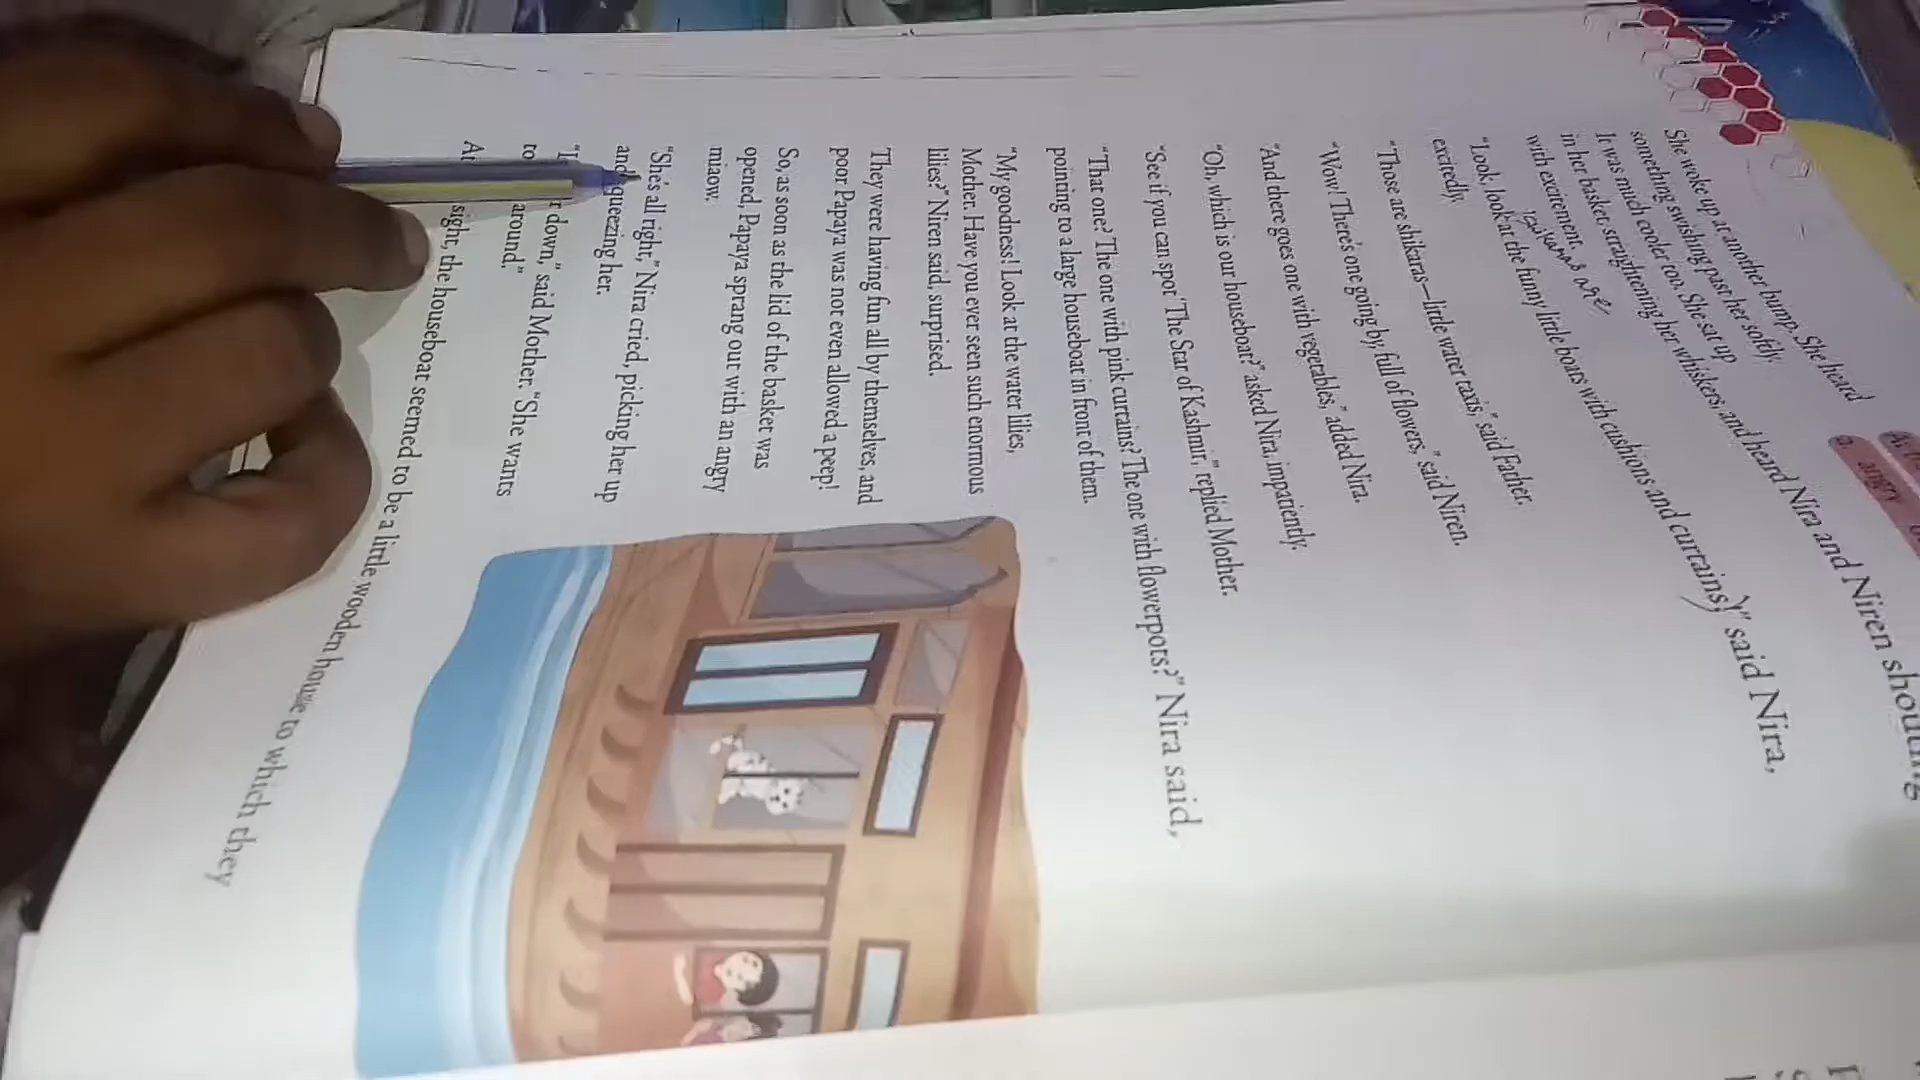 She woke up at another bump. She heard
something swishing past her softly.
It was much cooler too. She sat up
in her basket, straightening her whiskers, and heard Nira and Niren shouting
with excitement.
"Look, look at the funny little boats with cushions and curtains!" said Nira,
excitedly.
"Those are shikaras—little water taxis," said Father.
"Wow! There's one going by, full of flowers," said Niren.
"And there goes one with vegetables," added Nira.
"Oh, which is our houseboat?" asked Nira, impatiently.
"See if you can spot 'The Star of Kashmir,'" replied Mother.
"That one? The one with pink curtains? The one with flowerpots?" Nira said,
pointing to a large houseboat in front of them.
"My goodness! Look at the water lilies,
Mother. Have you ever seen such enormous
lilies?" Niren said, surprised.
They were having fun all by themselves, and
poor Papaya was not even allowed a peep!
So, as soon as the lid of the basket was
opened, Papaya sprang out with an angry
miaow.
"She's all right," Nira cried, picking her up
and squeezing her.
down," said Mother. "She wants
to around."
At sight, the houseboat seemed to be a little wooden house to which they
a. angry